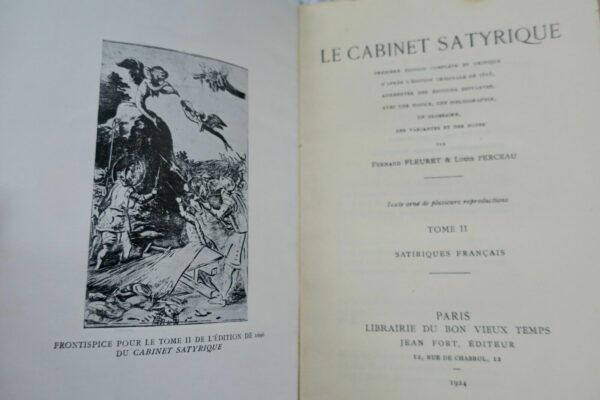 FRONTISPICE POUR LE TOME II DE L'ÉDITION DE
DU CABINET SATYRIQUE
LE CABINET SATYRIQUE
PREMIÈRE ÉDITION COMPLÈTE ET CRITIQUE
D'APRÈS L'ÉDITION ORIGINALE DE 1618,
AUGMENTÉE DES ÉDITIONS SUIVANTES,
AVEC UNE NOTICE, UNE BIBLIOGRAPHIE,
UN GLOSSAIRE,
DES VARIANTES ET DES NOTES
PAR
FERNAND FLEURET & LOUIS PERCEAU
Texte orné de plusieurs reproductions
TOME II
SATIRIQUES FRANÇAIS
PARIS
LIBRAIRIE DU BON VIEUX TEMPS
JEAN FORT, ÉDITEUR
12, RUE DE CHABROL, 12
1924